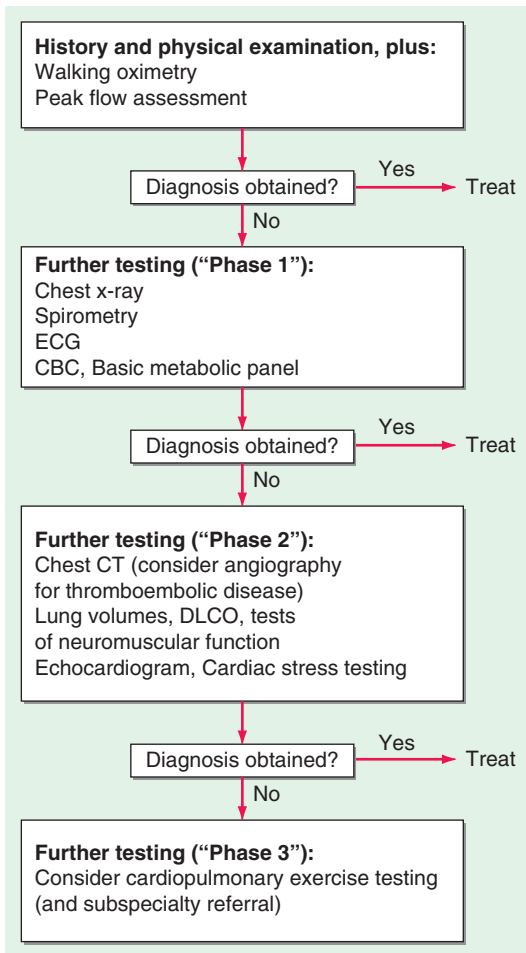 History and physical examination, plus:
Walking oximetry
Peak flow assessment
Diagnosis obtained?
Yes
Treat
No
Further testing (“Phase 1”):
Chest x-ray
Spirometry
ECG
CBC, Basic metabolic panel
Diagnosis obtained?
Yes
Treat
No
Further testing (“Phase 2”):
Chest CT (consider angiography
for thromboembolic disease)
Lung volumes, DLCO, tests
of neuromuscular function
Echocardiogram, Cardiac stress testing
Diagnosis obtained?
Yes
Treat
No
Further testing (“Phase 3”):
Consider cardiopulmonary exercise testing
(and subspecialty referral)